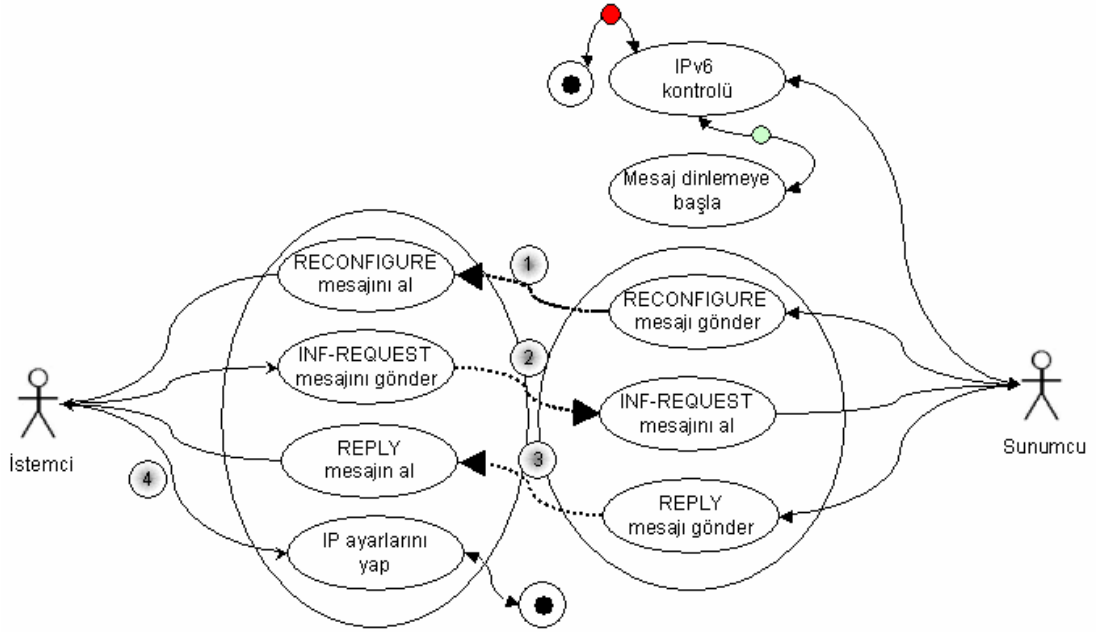 IPv6
kontrolü
Mesaj dinlemeye
başla
RECONFIGURE
mesajını al
1
RECONFIGURE
mesajı gönder
INF-REQUEST
mesajını gönder
2
INF-REQUEST
mesajını al
REPLY
mesajın al
3
REPLY
mesajı gönder
4
IP ayarlarını
yap
İstemci
Sunumcu